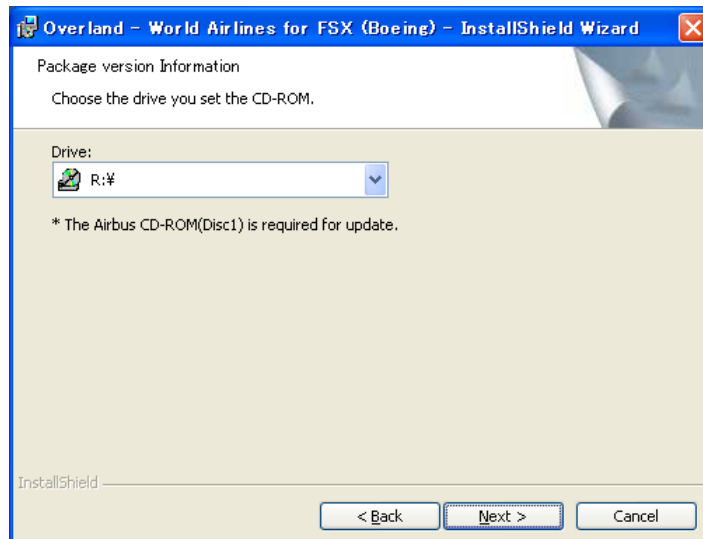 Overland - World Airlines for FSX (Boeing) - InstallShield Wizard
Package version Information
Choose the drive you set the CD-ROM.
Drive:
R:¥
* The Airbus CD-ROM(Disc1) is required for update.
InstallShield
< Back Next > Cancel